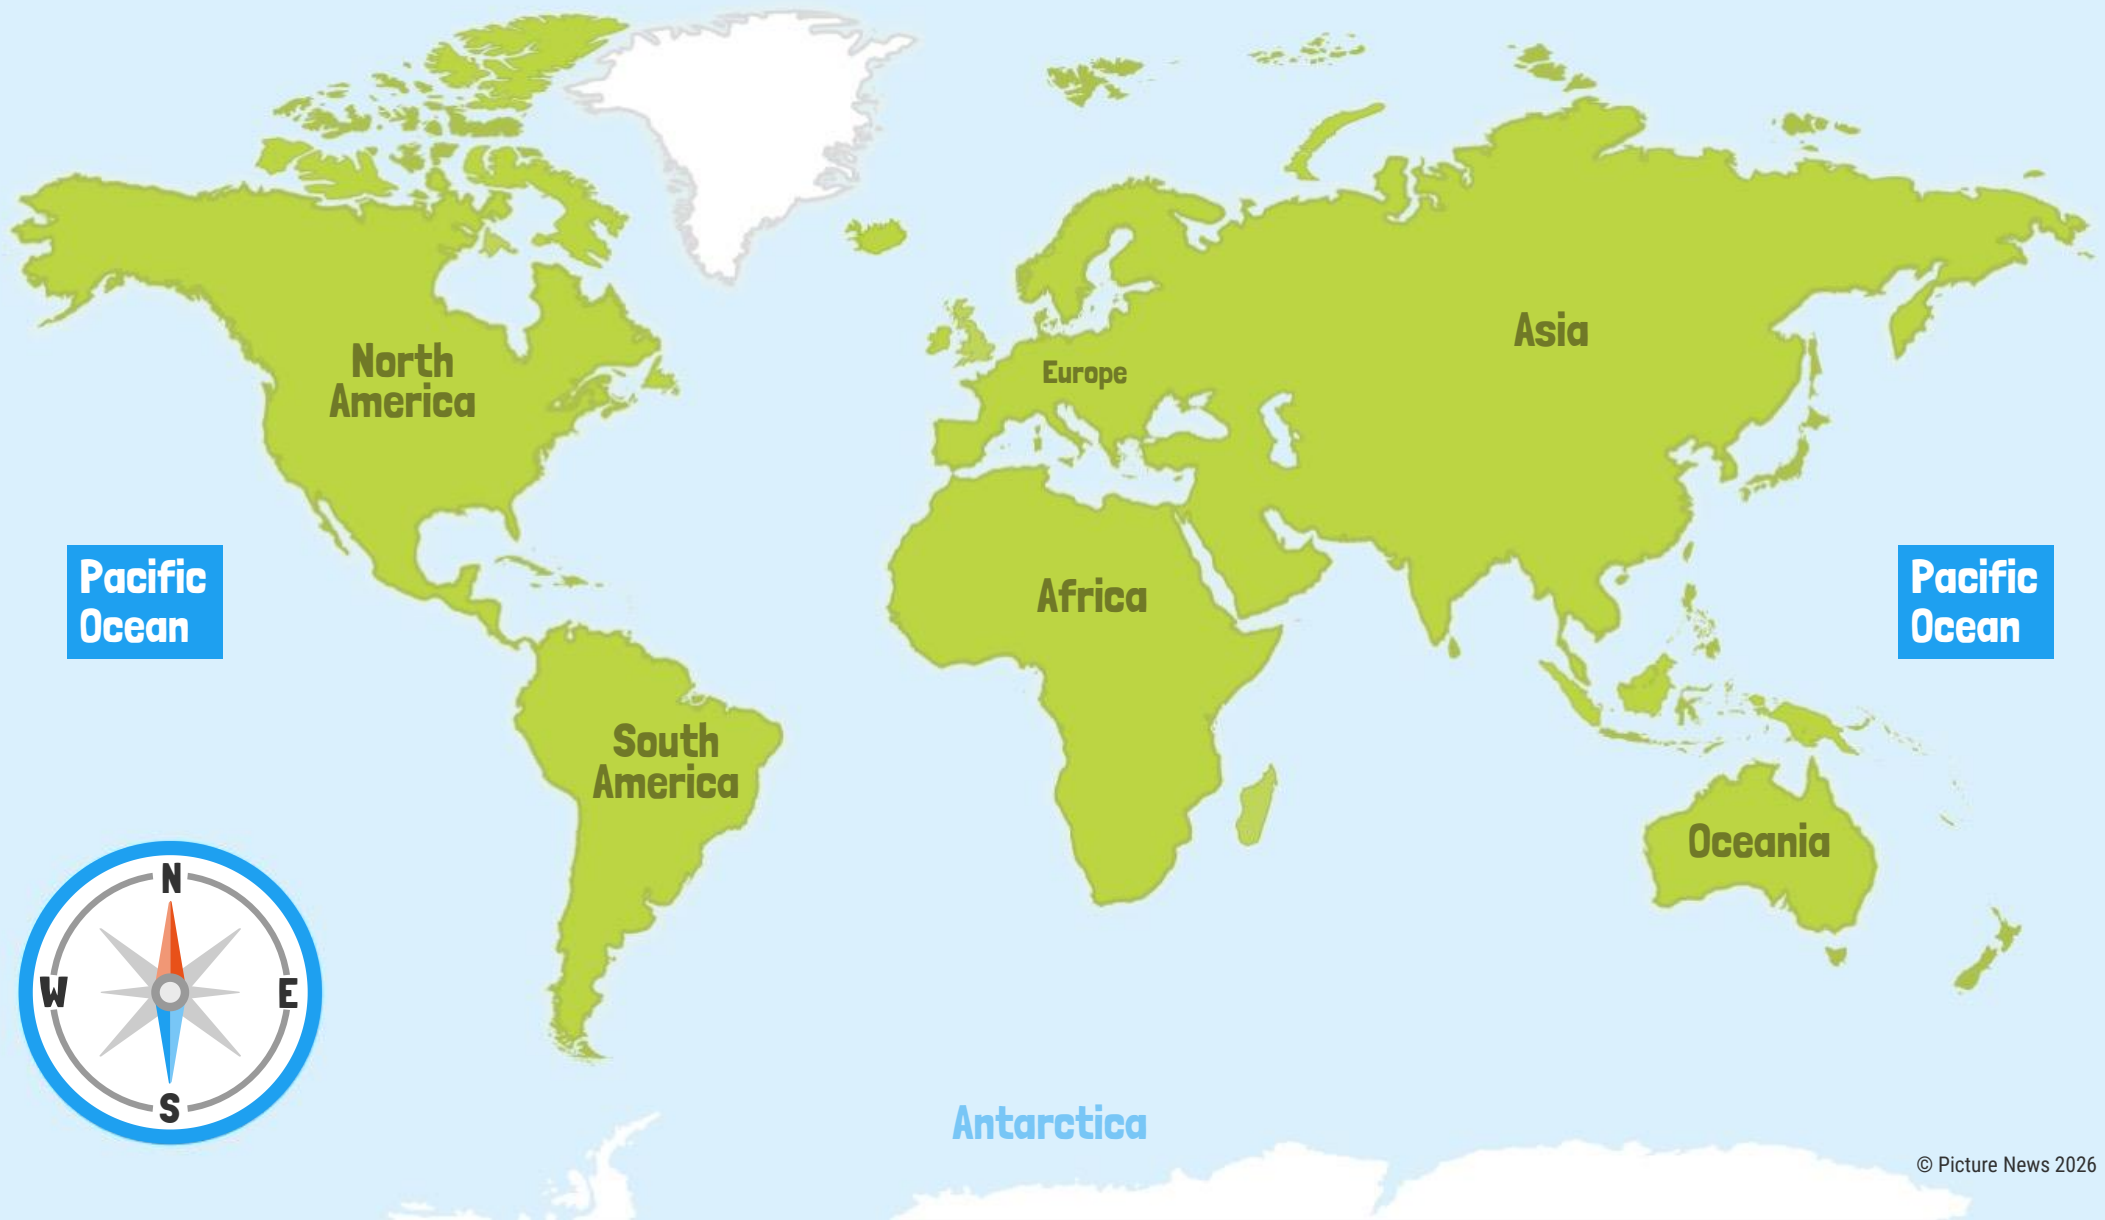 North
America
Europe
Asia
Pacific
Ocean
Africa
Pacific
Ocean
South
America
Oceania
N
W
E
S
Antarctica
© Picture News 2026